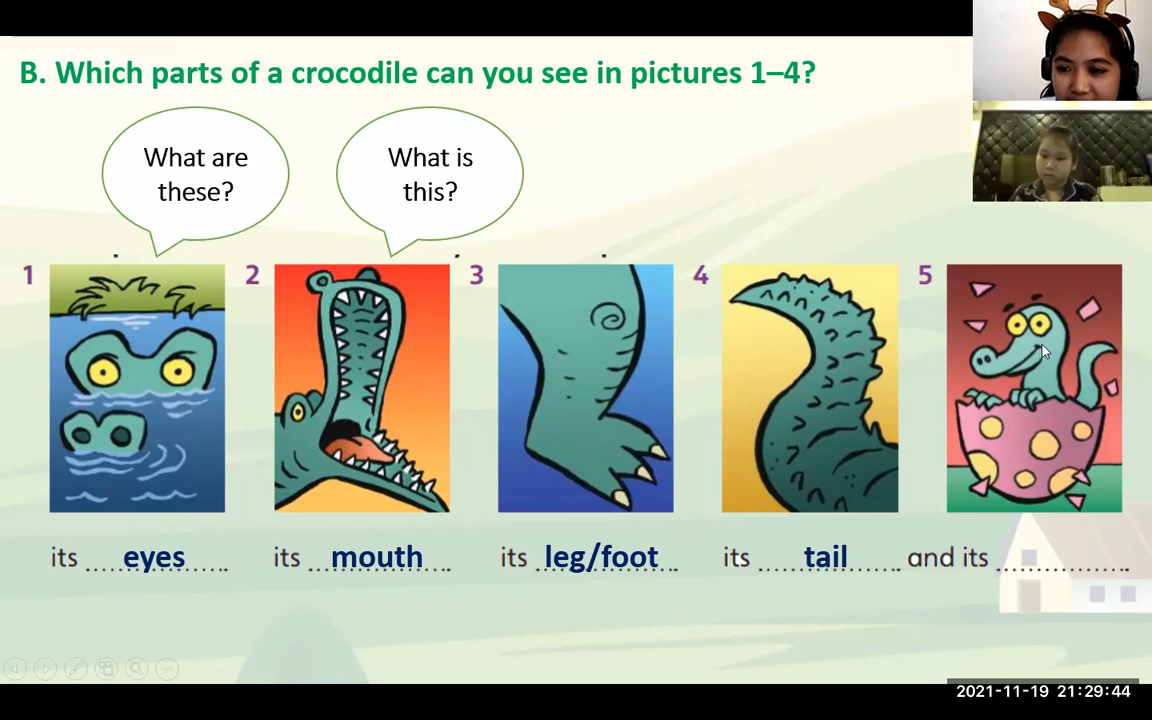 B. Which parts of a crocodile can you see in pictures 1–4?
What are
these?
What is
this?
1 2 3 4 5
its eyes its mouth its leg/foot its tail and its
2021-11-19 21:29:44